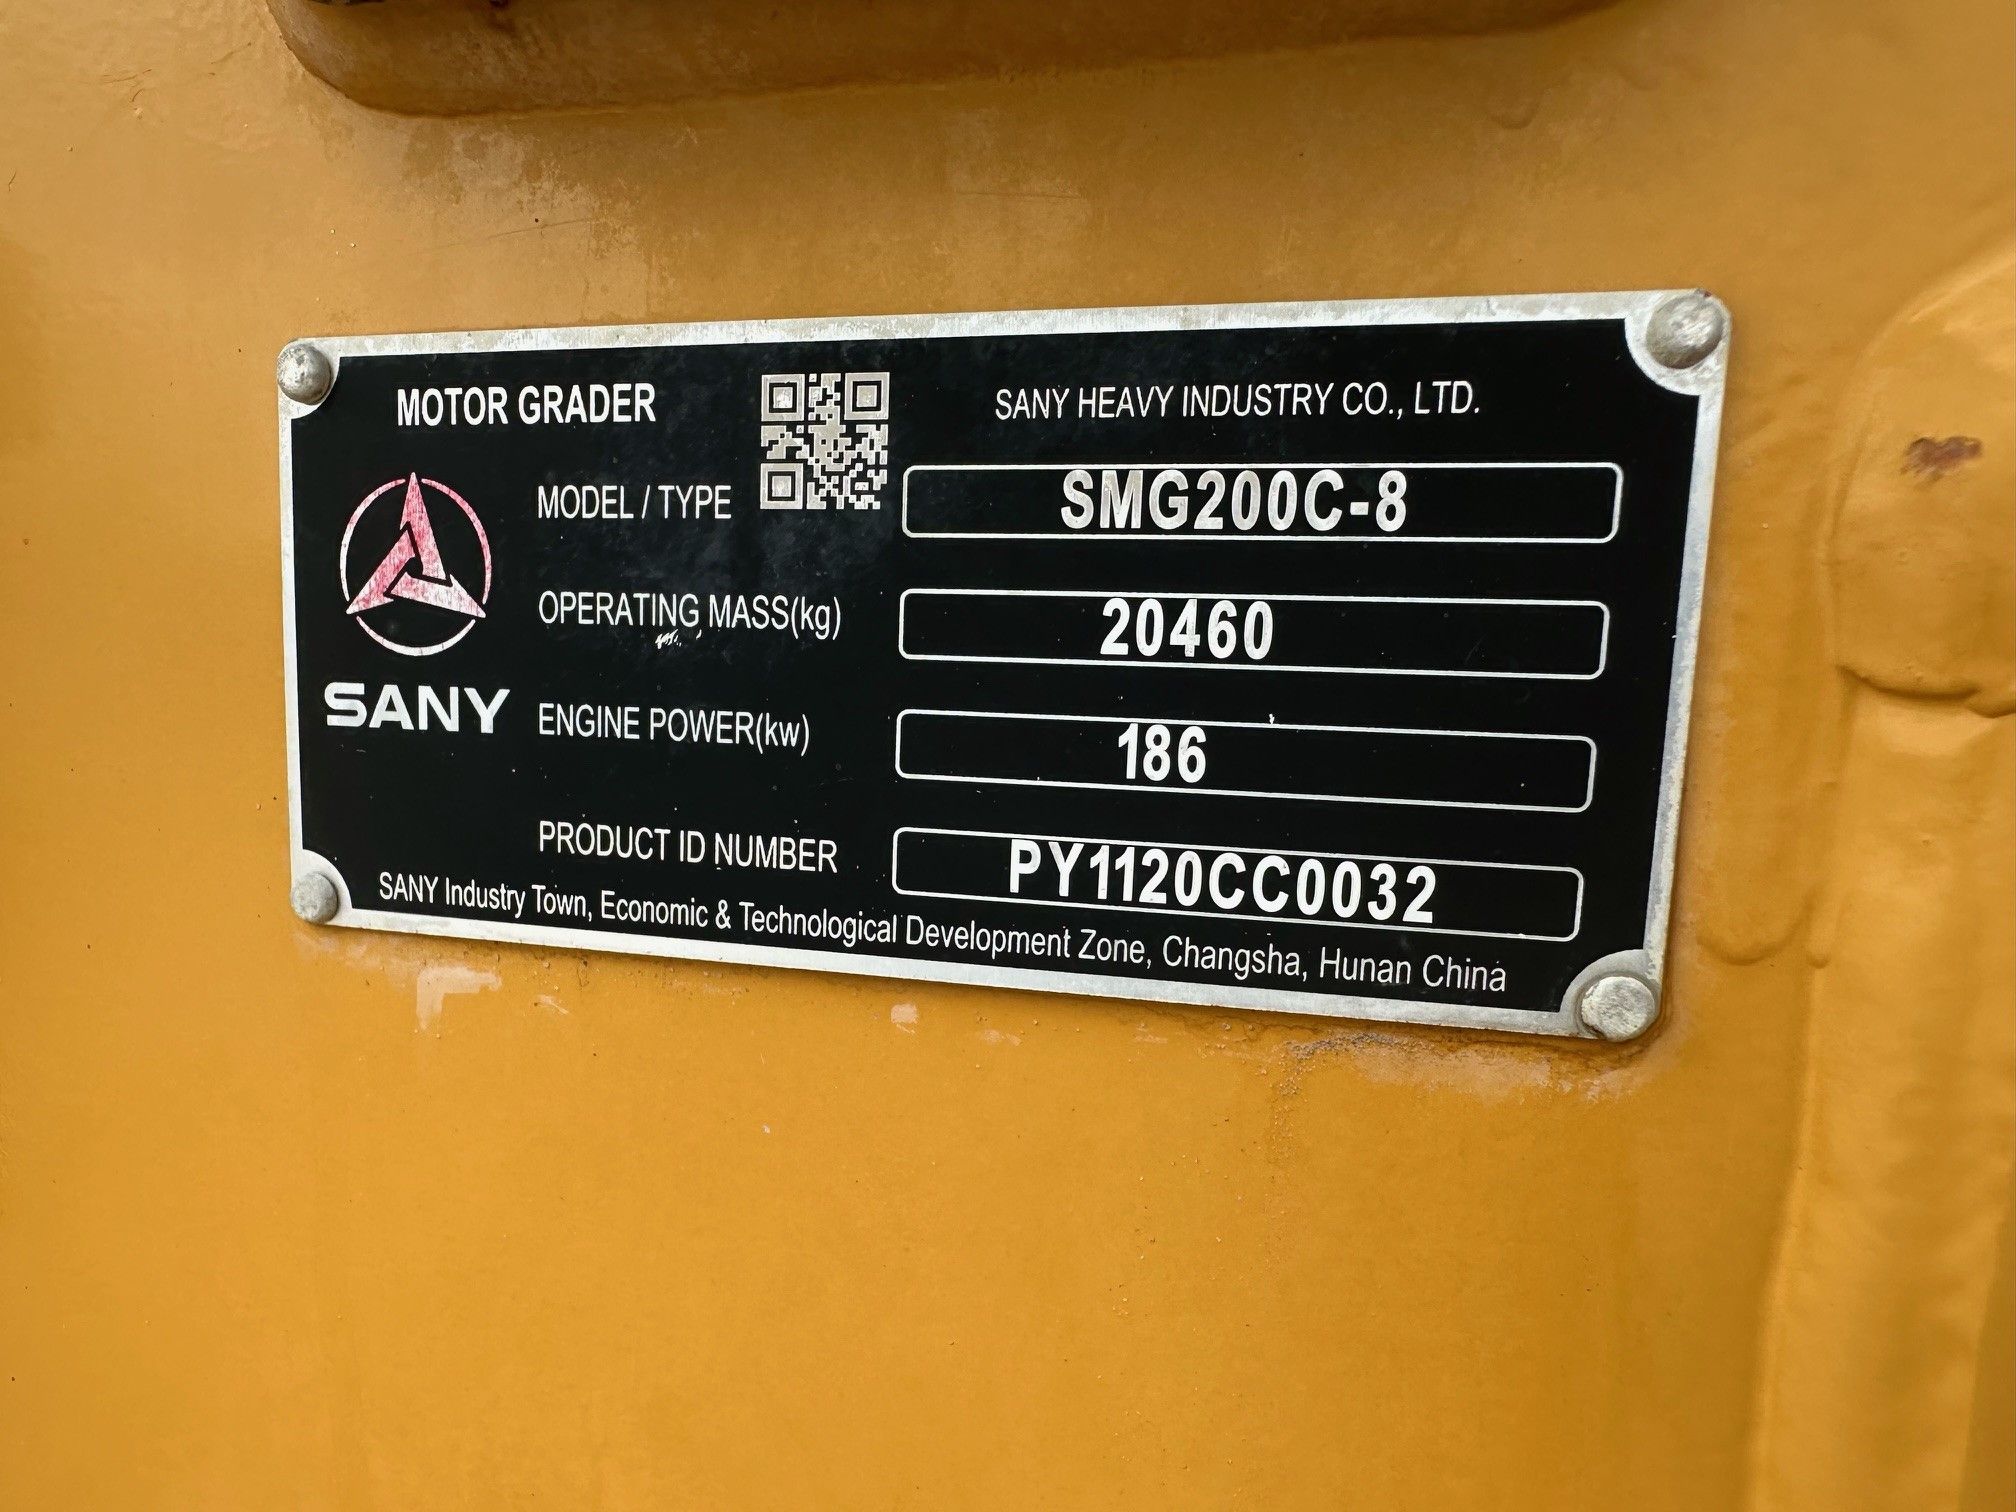 MOTOR GRADER
SANY HEAVY INDUSTRY CO., LTD.
MODEL / TYPE SMG200C-8
OPERATING MASS(kg) 20460
SANY
ENGINE POWER(kw) 186
PRODUCT ID NUMBER PY1120CC0032
SANY Industry Town, Economic & Technological Development Zone, Changsha, Hunan China